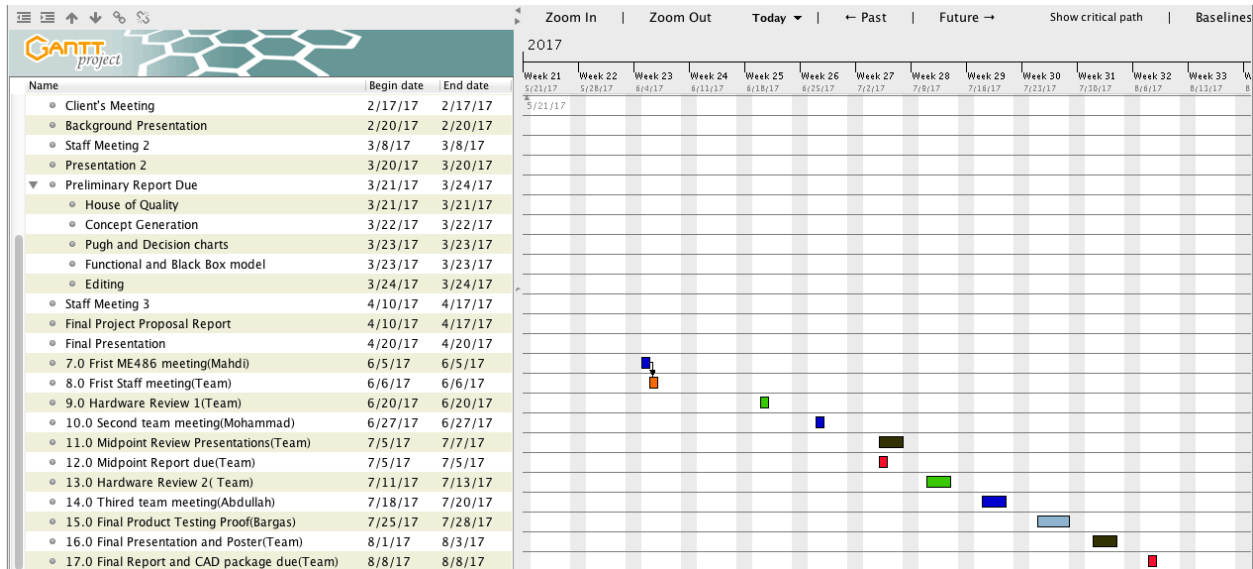 Zoom In | Zoom Out Today | ← Past | Future → Show critical path | Baselines
GANTT project
2017
Week 21 Week 22 Week 23 Week 24 Week 25 Week 26 Week 27 Week 28 Week 29 Week 30 Week 31 Week 32 Week 33 W
5/21/17 5/28/17 6/4/17 6/11/17 6/18/17 6/25/17 7/2/17 7/9/17 7/16/17 7/23/17 7/30/17 8/6/17 8/13/17 8
Name Begin date End date
5/21/17
Client's Meeting 2/17/17 2/17/17
Background Presentation 2/20/17 2/20/17
Staff Meeting 2 3/8/17 3/8/17
Presentation 2 3/20/17 3/20/17
Preliminary Report Due 3/21/17 3/24/17
House of Quality 3/21/17 3/21/17
Concept Generation 3/22/17 3/22/17
Pugh and Decision charts 3/23/17 3/23/17
Functional and Black Box model 3/23/17 3/23/17
Editing 3/24/17 3/24/17
Staff Meeting 3 4/10/17 4/17/17
Final Project Proposal Report 4/10/17 4/17/17
Final Presentation 4/20/17 4/20/17
7.0 Frist ME486 meeting(Mahdi) 6/5/17 6/5/17
8.0 Frist Staff meeting(Team) 6/6/17 6/6/17
9.0 Hardware Review 1(Team) 6/20/17 6/20/17
10.0 Second team meeting(Mohammad) 6/27/17 6/27/17
11.0 Midpoint Review Presentations(Team) 7/5/17 7/7/17
12.0 Midpoint Report due(Team) 7/5/17 7/5/17
13.0 Hardware Review 2( Team) 7/11/17 7/13/17
14.0 Thired team meeting(Abdullah) 7/18/17 7/20/17
15.0 Final Product Testing Proof(Bargas) 7/25/17 7/28/17
16.0 Final Presentation and Poster(Team) 8/1/17 8/3/17
17.0 Final Report and CAD package due(Team) 8/8/17 8/8/17